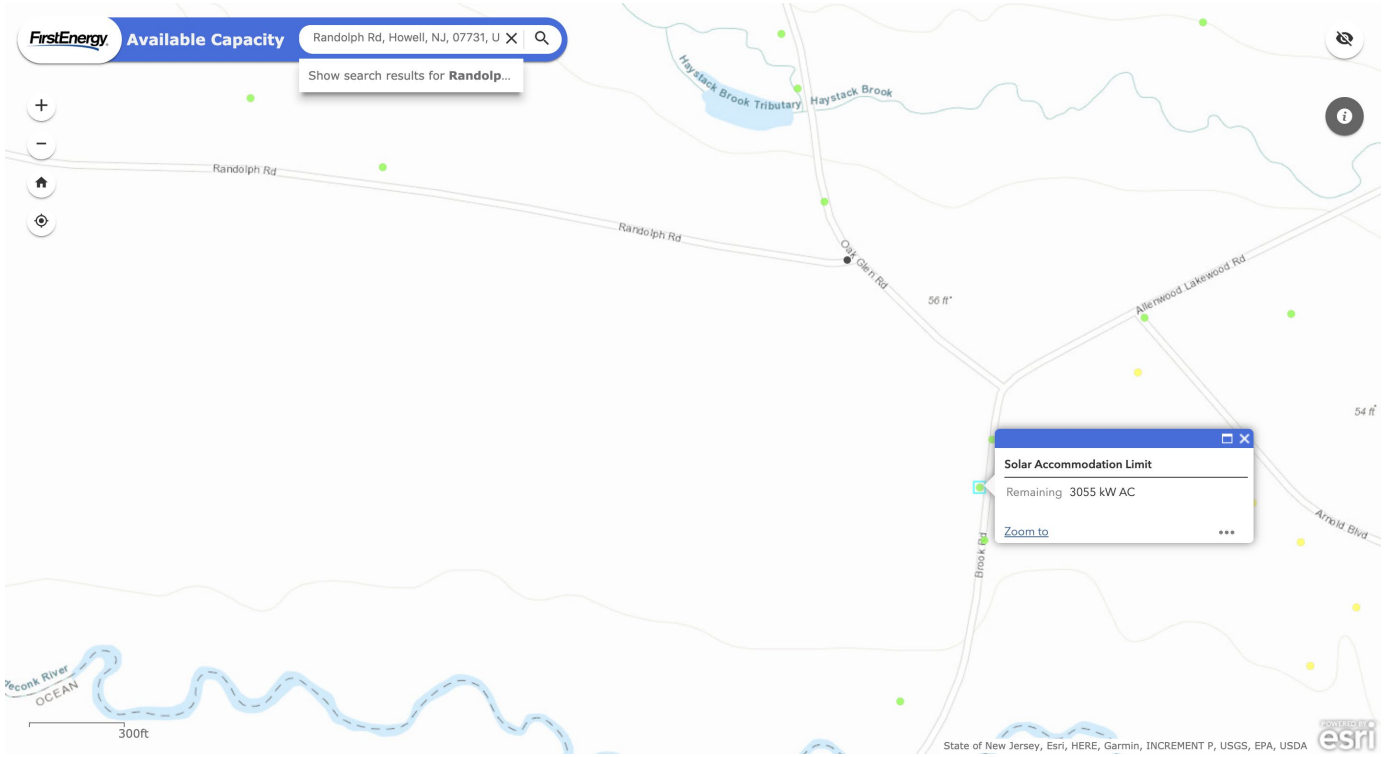 FirstEnergy
Available Capacity
Randolph Rd, Howell, NJ, 07731, U
Show search results for Randolp...
Haystack Brook Tributary
Haystack Brook
Randolph Rd
Randolph Rd
Oak Glen Rd
56 ft
Allenwood Lakewood Rd
54 ft
Solar Accommodation Limit
Remaining 3055 kW AC
Zoom to
Arnold Blvd
Brook Rd
deconk River
OCEAN
300ft
State of New Jersey, Esri, HERE, Garmin, INCREMENT P, USGS, EPA, USDA
POWERED BY
esri